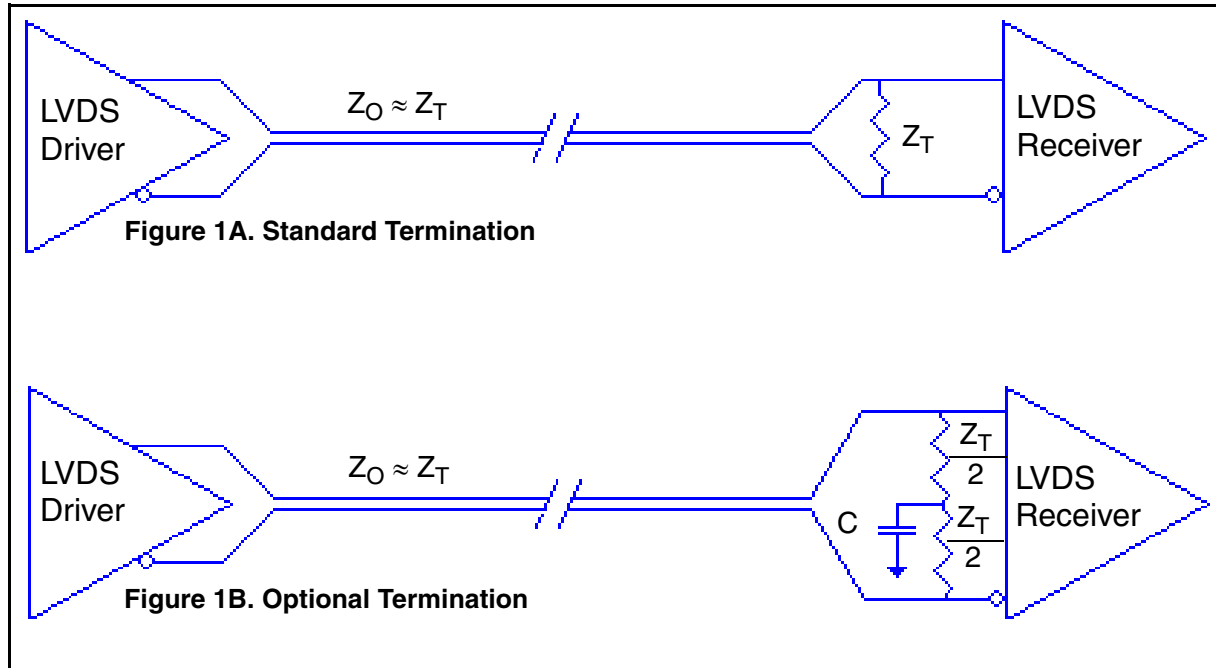 LVDS
Driver
Z_O ≈ Z_T
Z_T
LVDS
Receiver
Figure 1A. Standard Termination
LVDS
Driver
Z_O ≈ Z_T
C
Z_T
2
Z_T
2
LVDS
Receiver
Figure 1B. Optional Termination